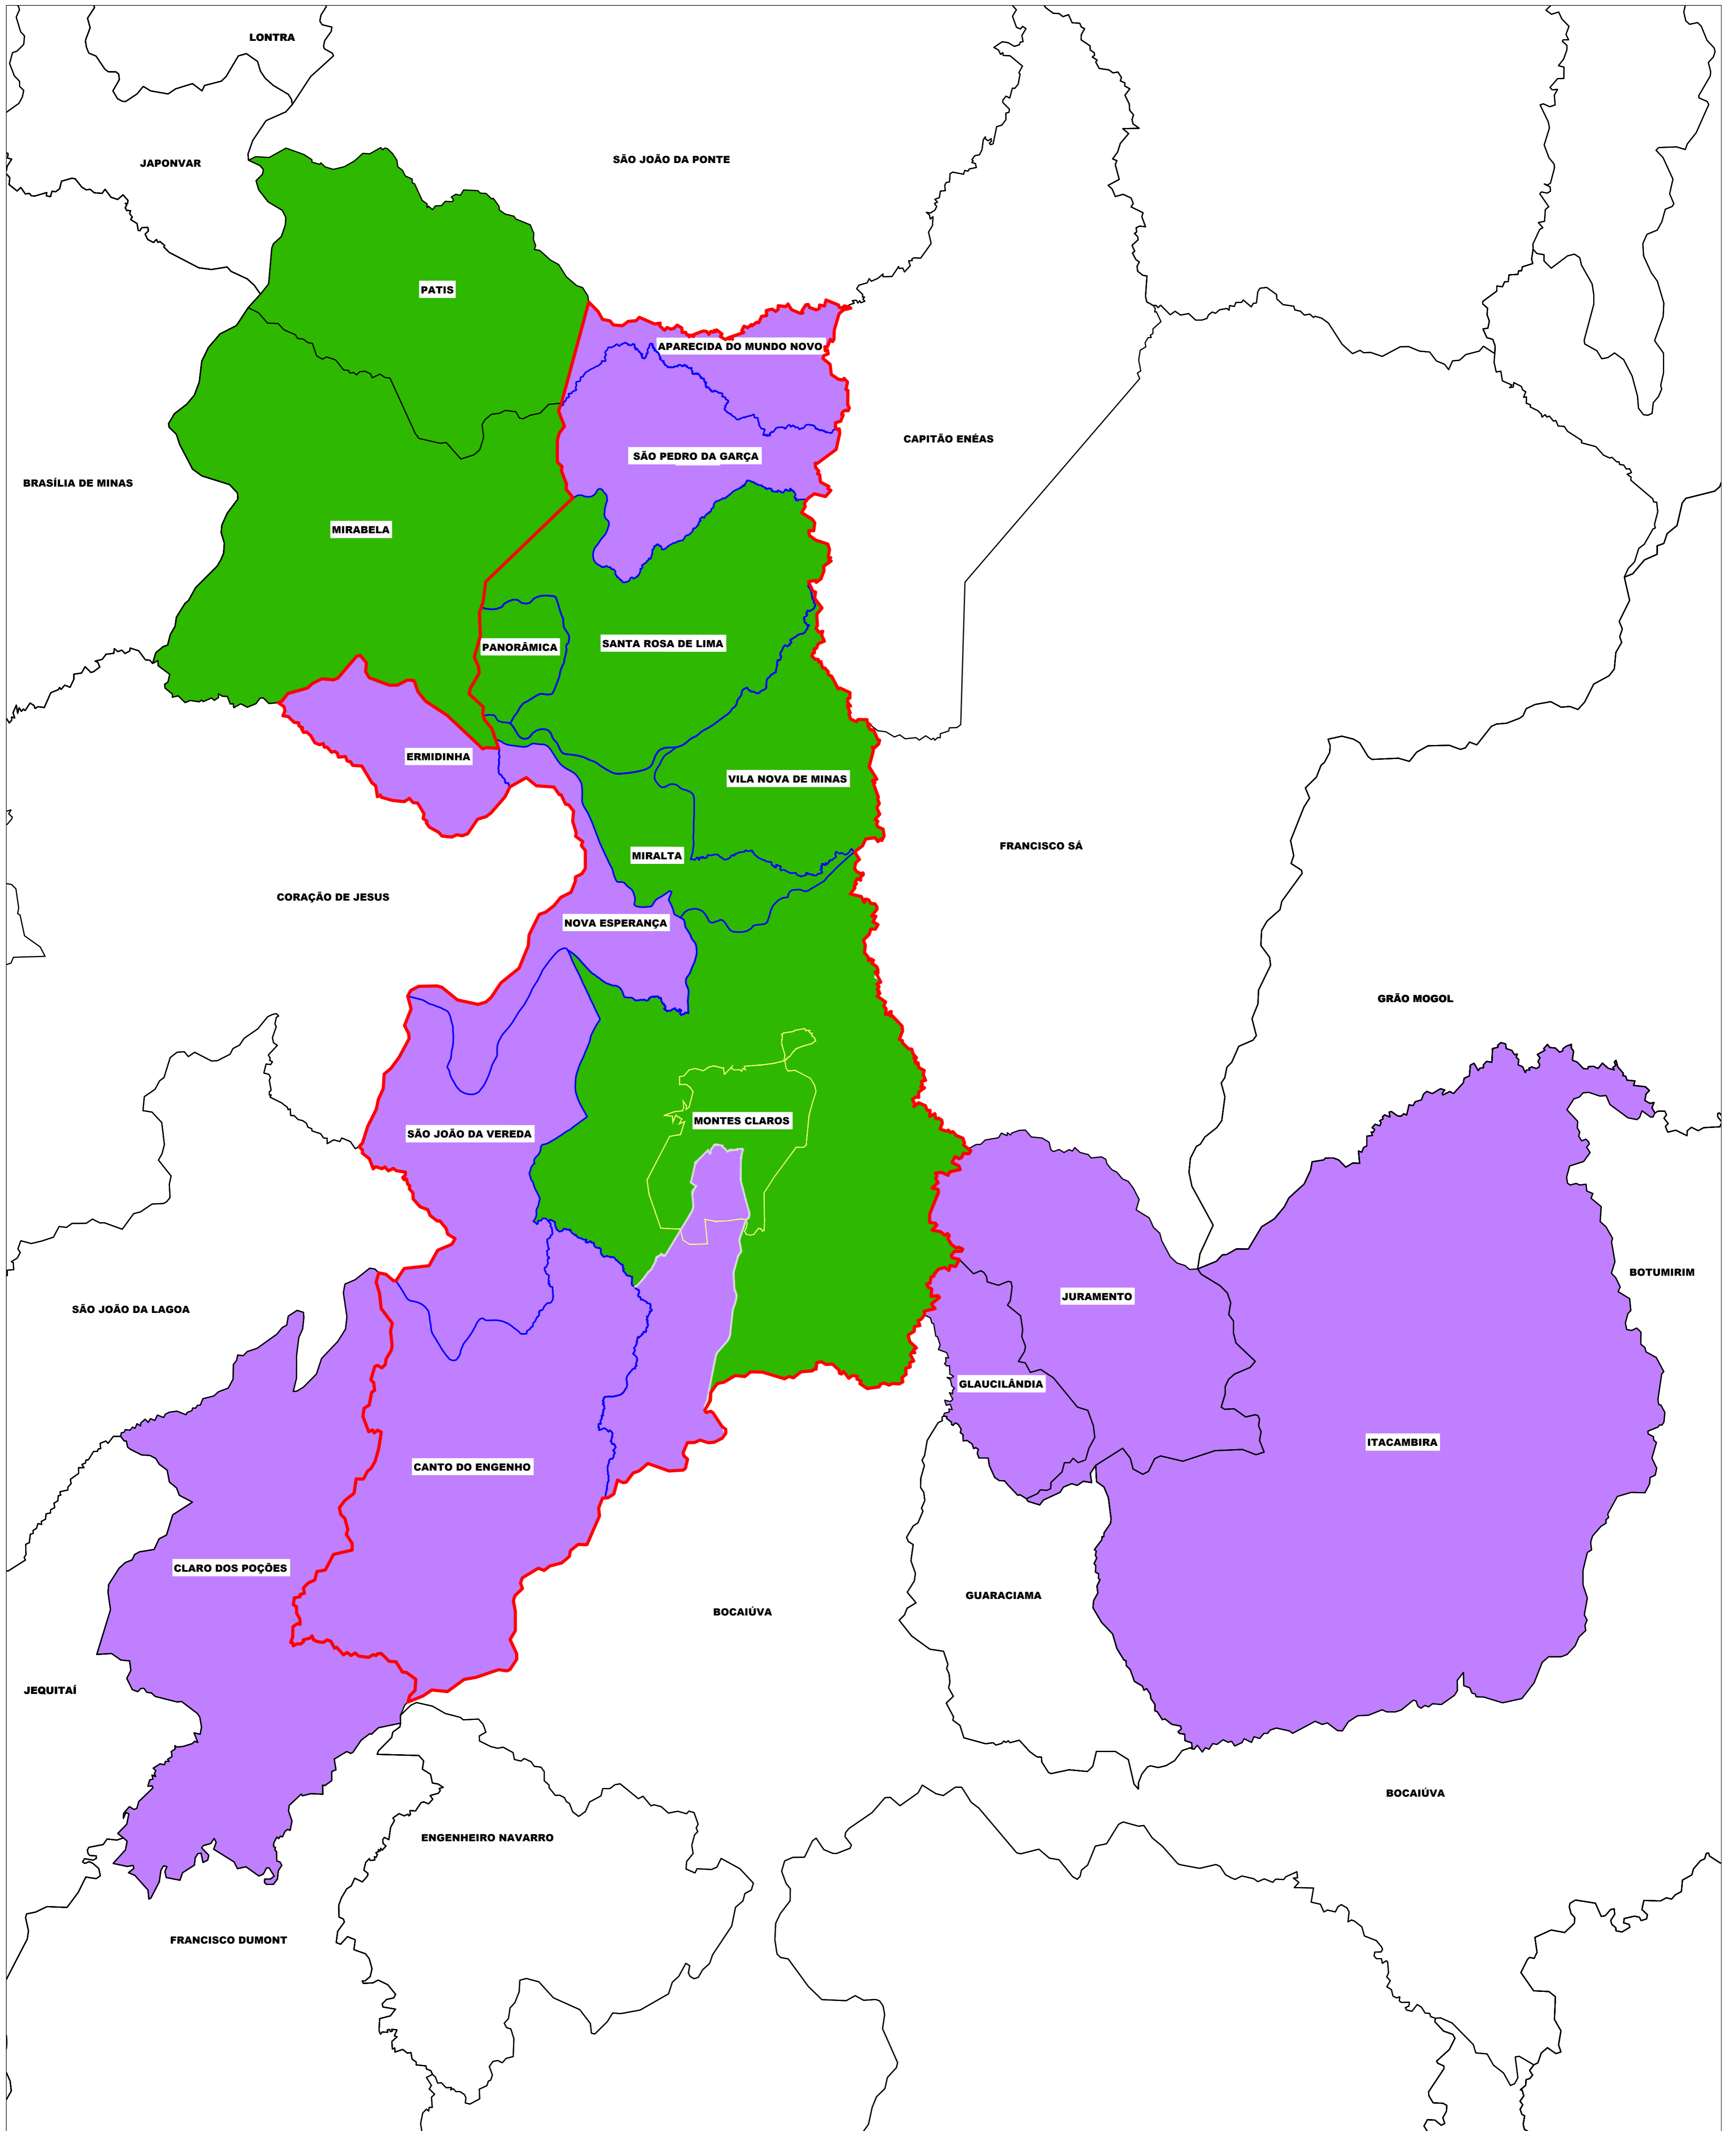 LONTRA
JAPONVAR
SÃO JOÃO DA PONTE
PATIS
APARECIDA DO MUNDO NOVO
CAPITÃO ENÉAS
SÃO PEDRO DA GARÇA
BRASÍLIA DE MINAS
MIRABELA
PANORÂMICA
SANTA ROSA DE LIMA
ERMIDINHA
VILA NOVA DE MINAS
FRANCISCO SÁ
MIRALTA
CORAÇÃO DE JESUS
NOVA ESPERANÇA
GRÃO MOGOL
MONTES CLAROS
SÃO JOÃO DA VEREDA
BOTUMIRIM
JURAMENTO
SÃO JOÃO DA LAGOA
GLAUCILÂNDIA
ITACAMBIRA
CANTO DO ENGENHO
CLARO DOS POÇÕES
GUARACIAMA
BOCAIÚVA
JEQUITAÍ
BOCAIÚVA
ENGENHEIRO NAVARRO
FRANCISCO DUMONT